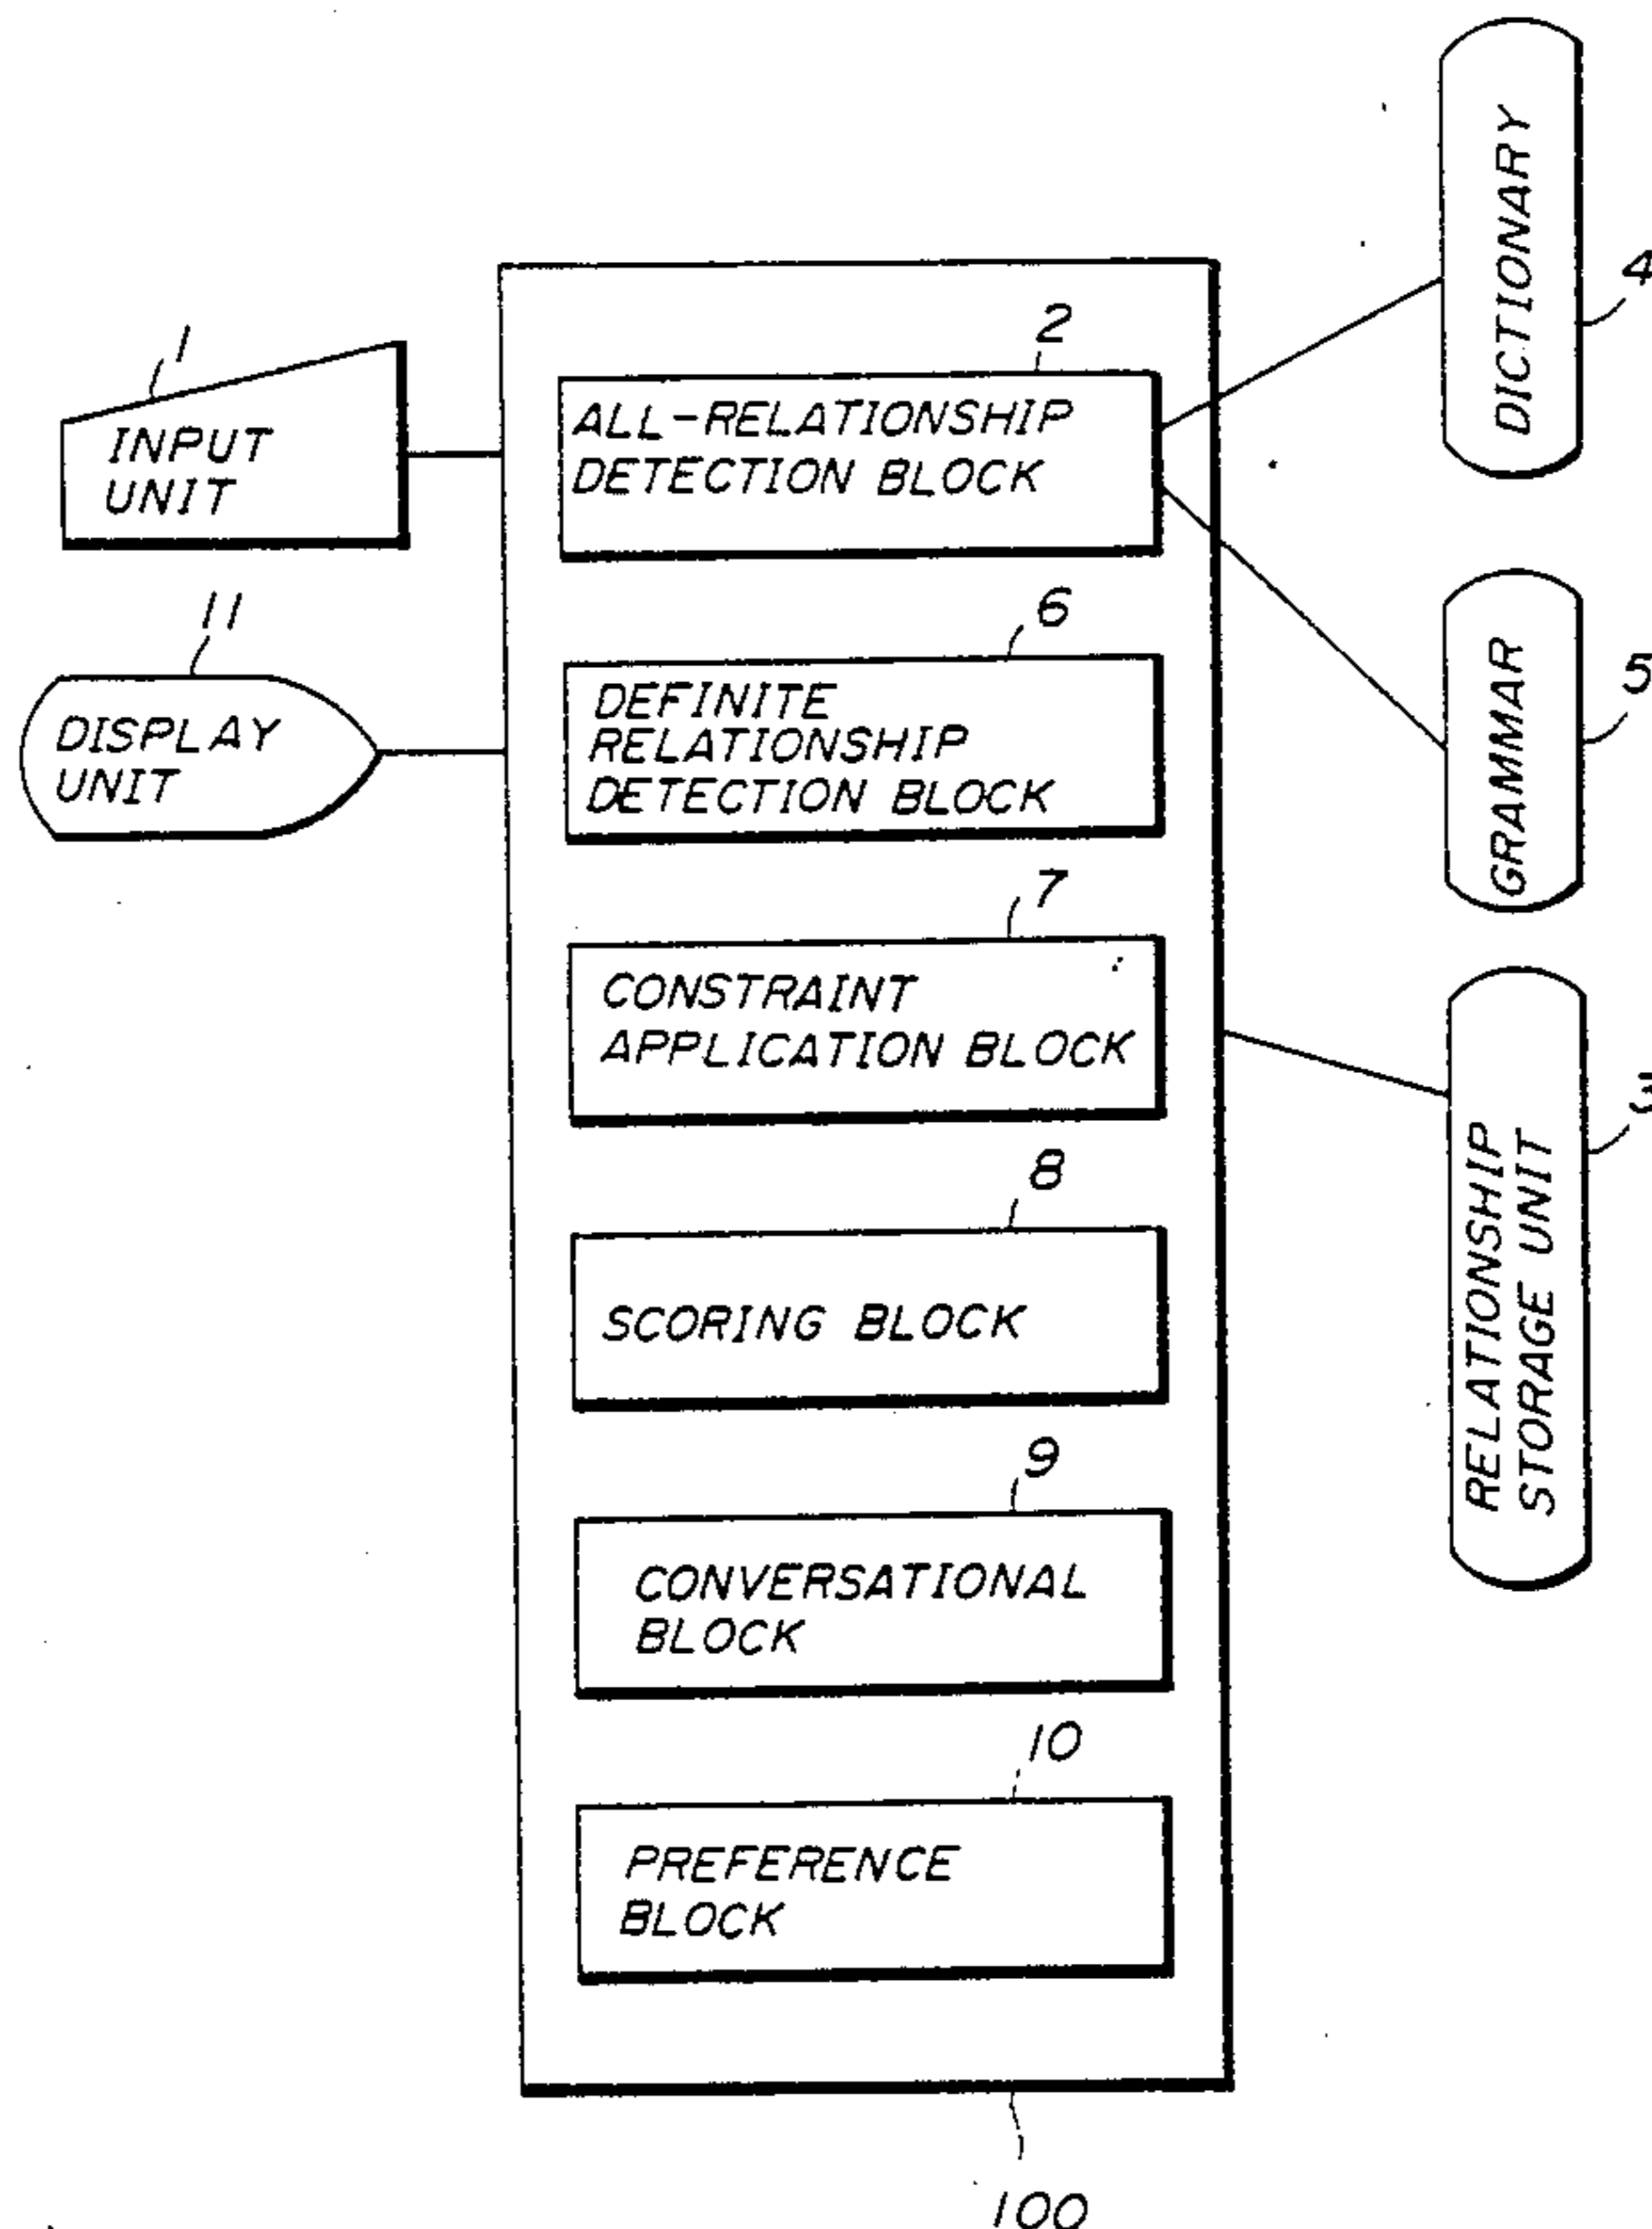 1
INPUT
UNIT
11
DISPLAY
UNIT
2
ALL-RELATIONSHIP
DETECTION BLOCK
6
DEFINITE
RELATIONSHIP
DETECTION BLOCK
7
CONSTRAINT
APPLICATION BLOCK
8
SCORING BLOCK
9
CONVERSATIONAL
BLOCK
10
PREFERENCE
BLOCK
100
DICTIONARY
4
GRAMMAR
5
RELATIONSHIP
STORAGE UNIT
3